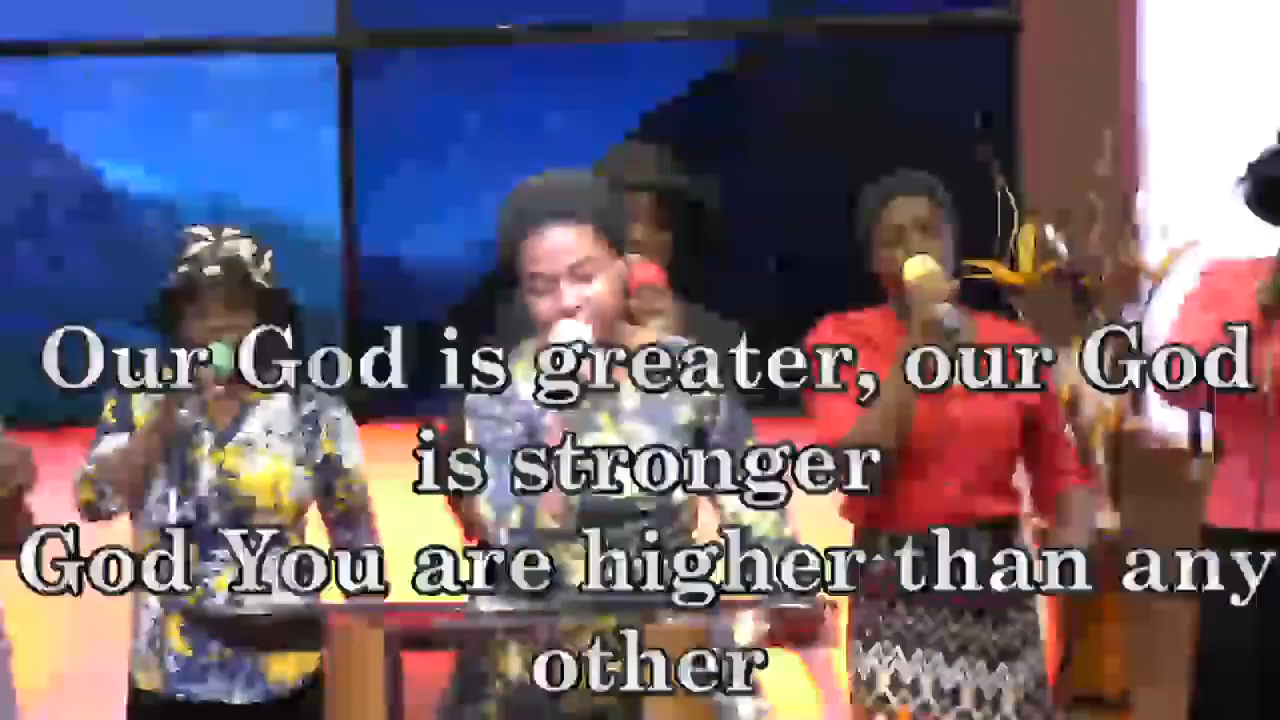 Our God is greater, our God
is stronger
God You are higher than any
other